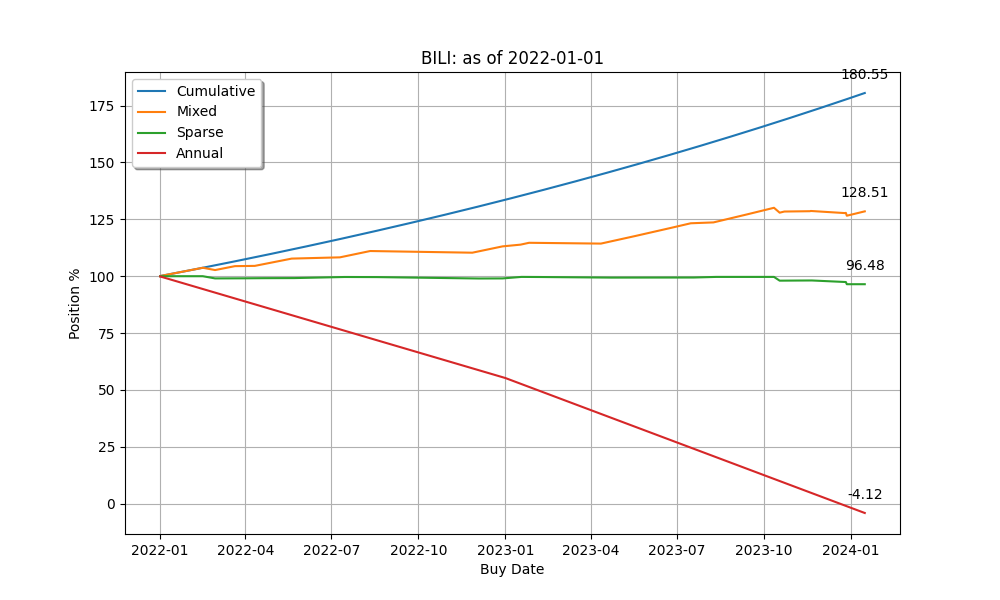 BILI: as of 2022-01-01
180.55
Cumulative
Mixed
Sparse
Annual
128.51
96.48
-4.12
175
150
125
100
75
50
25
0
Position %
2022-01 2022-04 2022-07 2022-10 2023-01 2023-04 2023-07 2023-10 2024-01
Buy Date